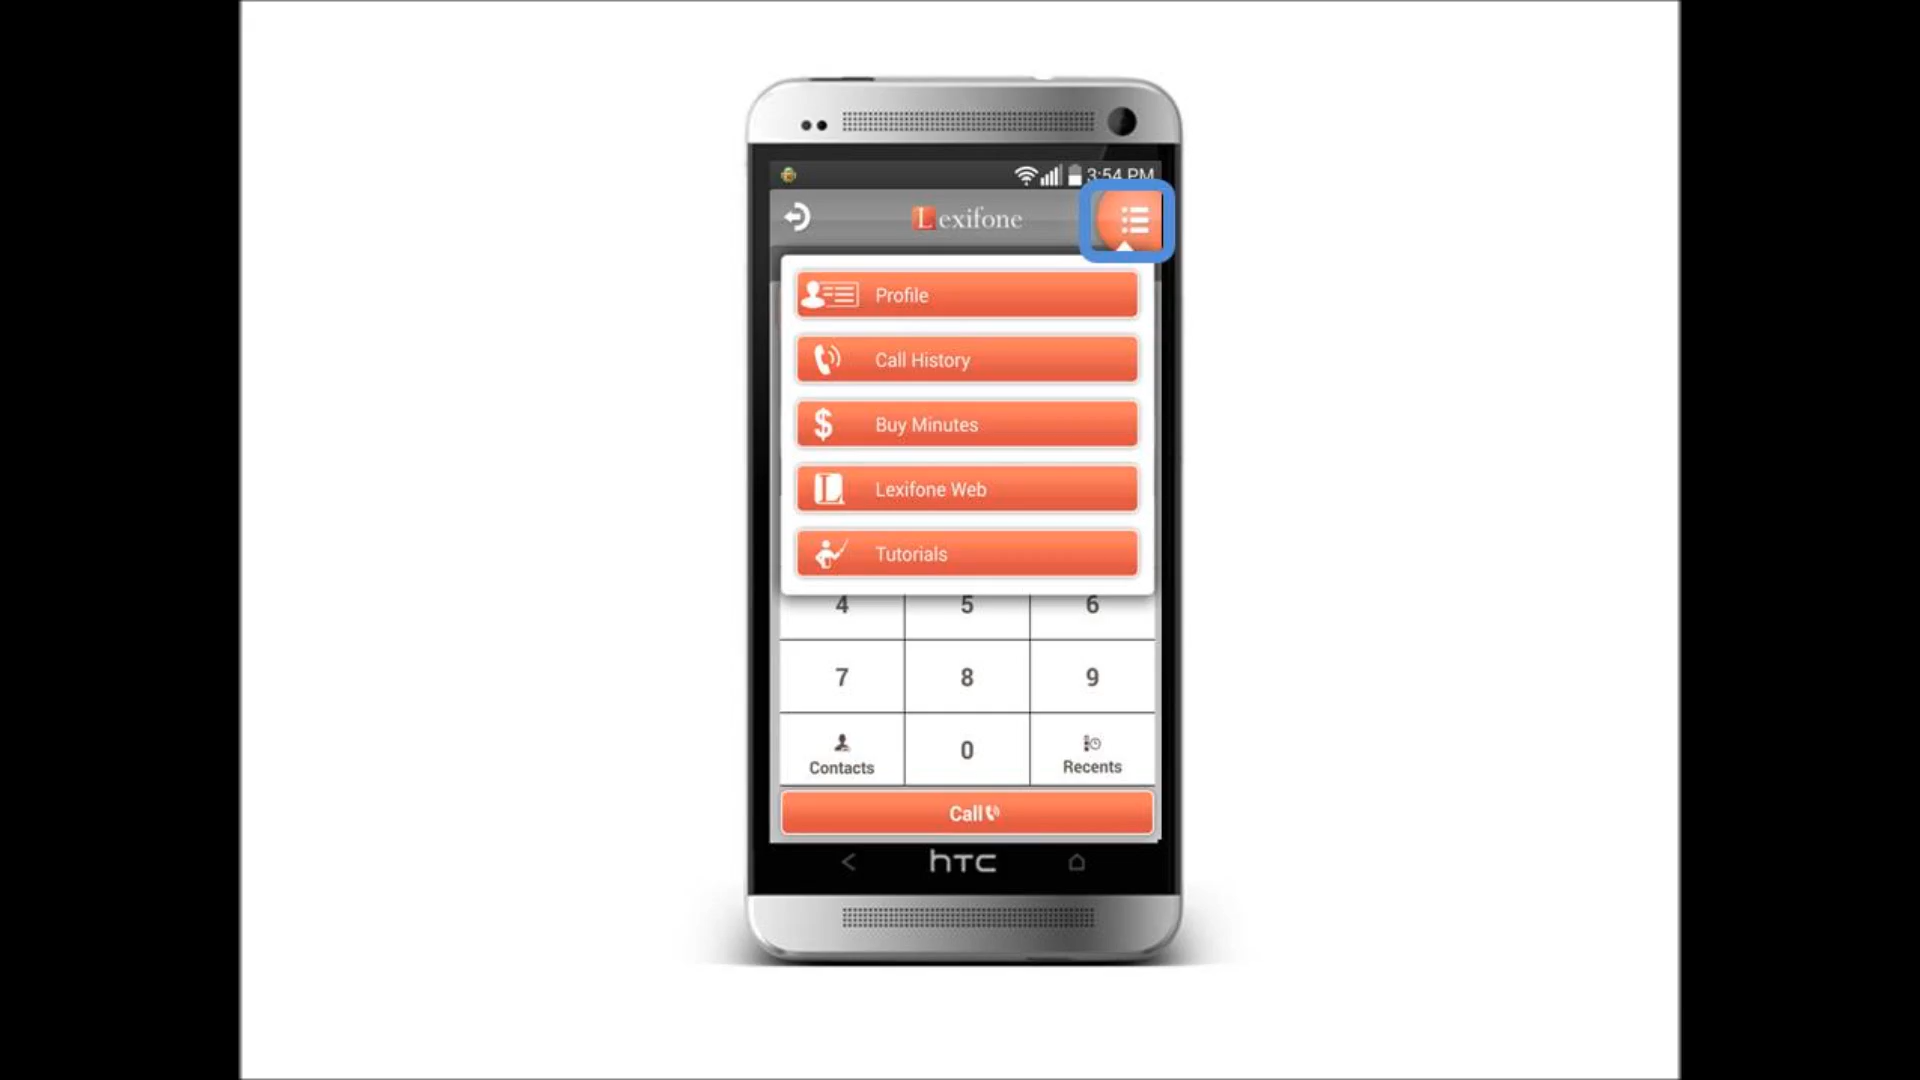 3:54 PM
Lexifone
Profile
Call History
$ Buy Minutes
L Lexifone Web
Tutorials
4 5 6
7 8 9
Contacts 0 Recents
Call
hTC